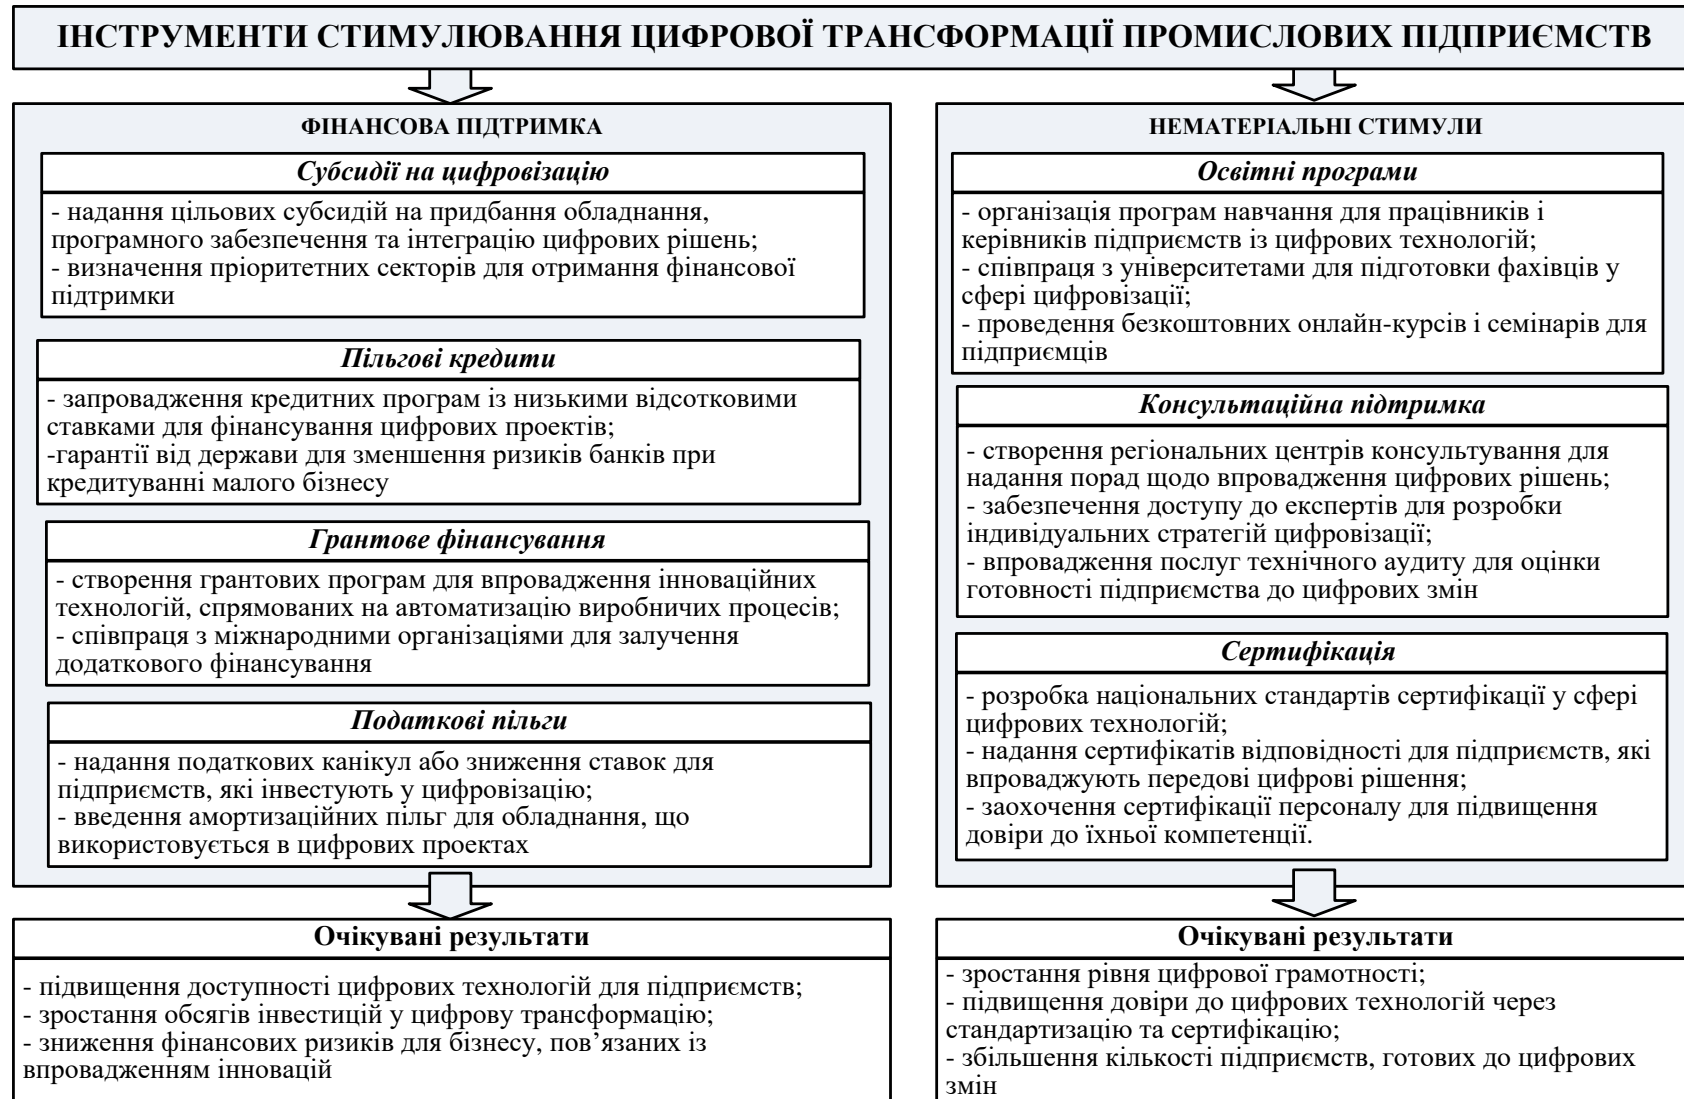 ІНСТРУМЕНТИ СТИМУЛЮВАННЯ ЦИФРОВОЇ ТРАНСФОРМАЦІЇ ПРОМИСЛОВИХ ПІДПРИЄМСТВ
ФІНАНСОВА ПІДТРИМКА
Субсидії на цифровізацію
- надання цільових субсидій на придбання обладнання,
програмного забезпечення та інтеграцію цифрових рішень;
- визначення пріоритетних секторів для отримання фінансової
підтримки
Пільгові кредити
- запровадження кредитних програм із низькими відсотковими
ставками для фінансування цифрових проектів;
-гарантії від держави для зменшення ризиків банків при
кредитуванні малого бізнесу
Грантове фінансування
- створення грантових програм для впровадження інноваційних
технологій, спрямованих на автоматизацію виробничих процесів;
- співпраця з міжнародними організаціями для залучення
додаткового фінансування
Податкові пільги
- надання податкових канікул або зниження ставок для
підприємств, які інвестують у цифровізацію;
- введення амортизаційних пільг для обладнання, що
використовується в цифрових проектах
Очікувані результати
- підвищення доступності цифрових технологій для підприємств;
- зростання обсягів інвестицій у цифрову трансформацію;
- зниження фінансових ризиків для бізнесу, пов’язаних із
впровадженням інновацій
НЕМАТЕРІАЛЬНІ СТИМУЛИ
Освітні програми
- організація програм навчання для працівників і
керівників підприємств із цифрових технологій;
- співпраця з університетами для підготовки фахівців у
сфері цифровізації;
- проведення безкоштовних онлайн-курсів і семінарів для
підприємців
Консультаційна підтримка
- створення регіональних центрів консультування для
надання порад щодо впровадження цифрових рішень;
- забезпечення доступу до експертів для розробки
індивідуальних стратегій цифровізації;
- впровадження послуг технічного аудиту для оцінки
готовності підприємства до цифрових змін
Сертифікація
- розробка національних стандартів сертифікації у сфері
цифрових технологій;
- надання сертифікатів відповідності для підприємств, які
впроваджують передові цифрові рішення;
- заохочення сертифікації персоналу для підвищення
довіри до їхньої компетенції.
Очікувані результати
- зростання рівня цифрової грамотності;
- підвищення довіри до цифрових технологій через
стандартизацію та сертифікацію;
- збільшення кількості підприємств, готових до цифрових
змін